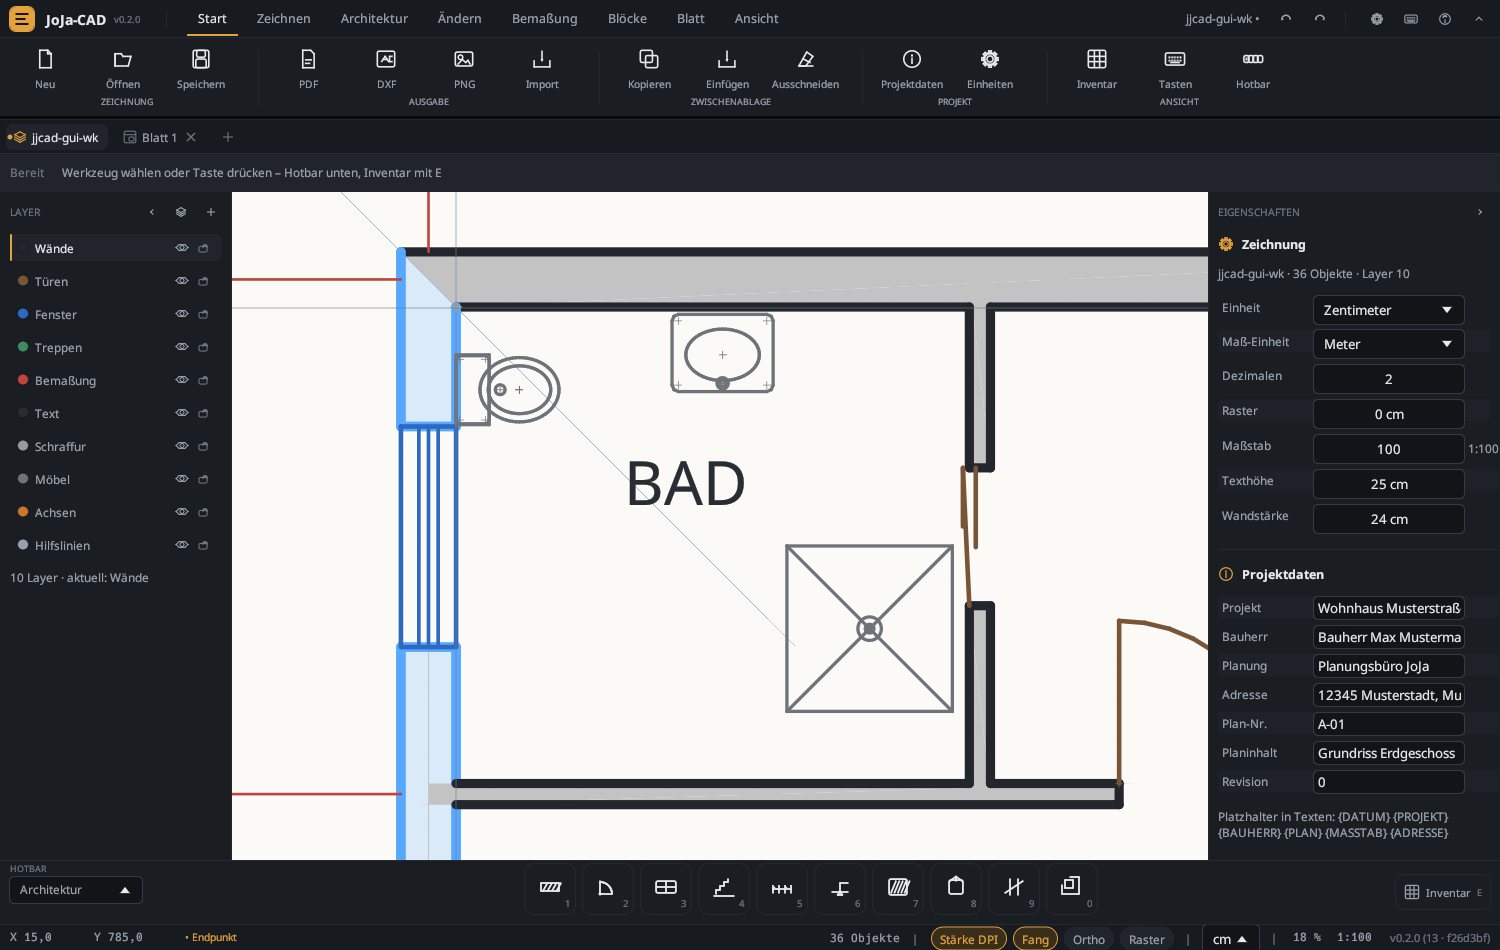 JoJa-CAD v0.2.0 Start Zeichnen Architektur Ändern Bemaßung Blöcke Blatt Ansicht jjcad-gui-wk •
Neu Öffnen Speichern PDF DXF PNG Import Kopieren Einfügen Ausschneiden Projektdaten Einheiten Inventar Tasten Hotbar
ZEICHNUNG AUSGABE ZWISCHENABLAGE PROJEKT ANSICHT
jjcad-gui-wk Blatt 1
Bereit Werkzeug wählen oder Taste drücken – Hotbar unten, Inventar mit E
LAYER
Wände
Türen
Fenster
Treppen
Bemaßung
Text
Schraffur
Möbel
Achsen
Hilfslinien
10 Layer · aktuell: Wände
BAD
EIGENSCHAFTEN
Zeichnung
jjcad-gui-wk · 36 Objekte · Layer 10
Einheit Zentimeter
Maß-Einheit Meter
Dezimalen 2
Raster 0 cm
Maßstab 100 1:100
Texthöhe 25 cm
Wandstärke 24 cm
Projektdaten
Projekt Wohnhaus Musterstraß
Bauherr Bauherr Max Musterma
Planung Planungsbüro JoJa
Adresse 12345 Musterstadt, Mu
Plan-Nr. A-01
Planinhalt Grundriss Erdgeschoss
Revision 0
Platzhalter in Texten: {DATUM} {PROJEKT}
{BAUHERR} {PLAN} {MASSTAB} {ADRESSE}
HOTBAR
Architektur
1 2 3 4 5 6 7 8 9 0
Inventar E
X 15,0 Y 785,0 • Endpunkt 36 Objekte | Stärke DPI Fang Ortho Raster | cm | 18 % 1:100 v0.2.0 (13 · f26d3bf)